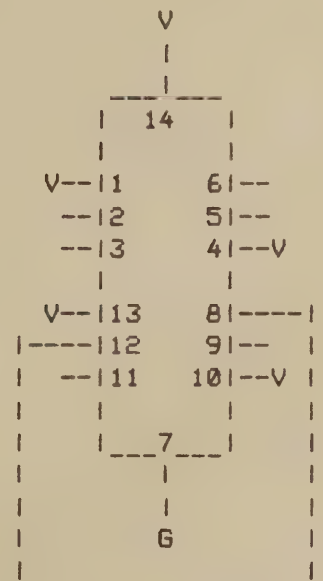 V
14
V--|1 6|--
--|2 5|--
--|3 4|--V
V--|13 8|----|
|----|12 9|--
--|11 10|--V
7
G